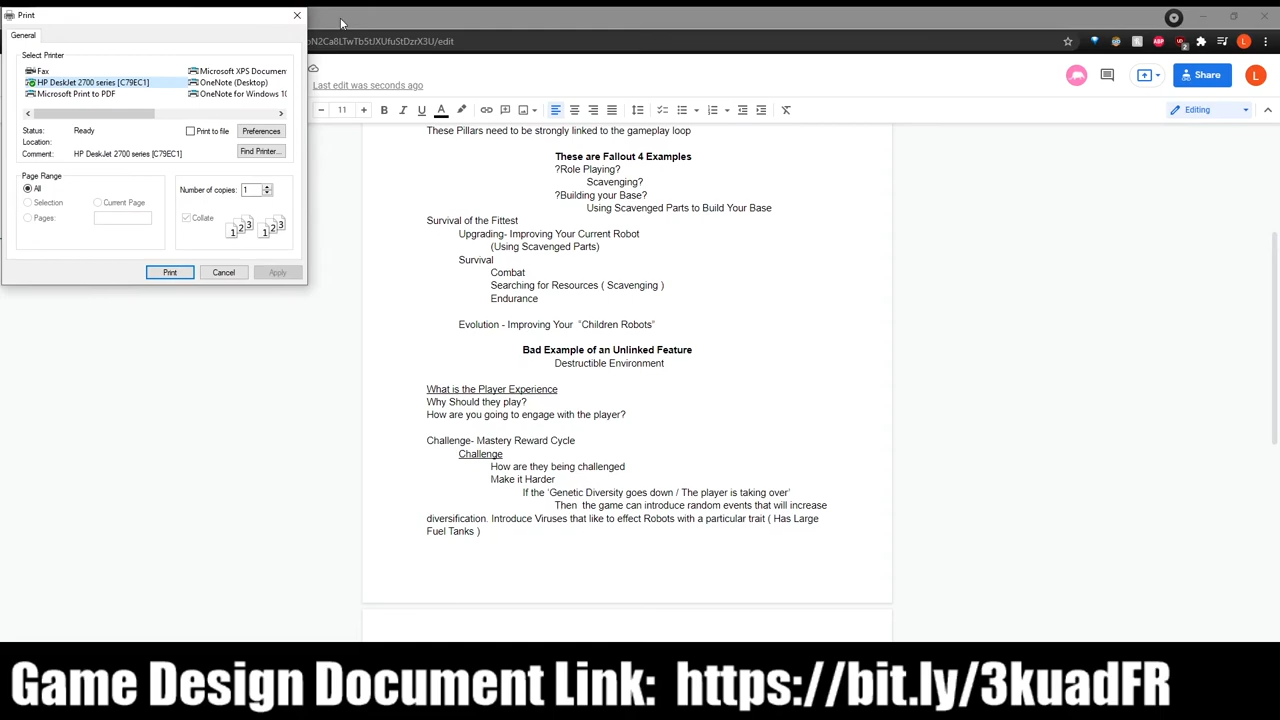 Print
General
Select Printer
Fax
Microsoft XPS Documen
HP DeskJet 2700 series [C79EC1]
OneNote (Desktop)
Microsoft Print to PDF
OneNote for Windows 10
Status: Ready
Print to file
Preferences
Location:
Comment: HP DeskJet 2700 series [C79EC1]
Find Printer...
Page Range
All
Selection
Current Page
Pages:
Number of copies: 1
Collate
1 2 3 1 2 3
Print
Cancel
Apply
oN2Ca8LTwTb5tJXUfuStDzrX3U/edit
Last edit was seconds ago
Share
L
11
B I U A
Editing
These Pillars need to be strongly linked to the gameplay loop
These are Fallout 4 Examples
?Role Playing?
Scavenging?
?Building your Base?
Using Scavenged Parts to Build Your Base
Survival of the Fittest
Upgrading- Improving Your Current Robot
(Using Scavenged Parts)
Survival
Combat
Searching for Resources ( Scavenging )
Endurance
Evolution - Improving Your "Children Robots"
Bad Example of an Unlinked Feature
Destructible Environment
What is the Player Experience
Why Should they play?
How are you going to engage with the player?
Challenge- Mastery Reward Cycle
Challenge
How are they being challenged
Make it Harder
If the 'Genetic Diversity goes down / The player is taking over'
Then the game can introduce random events that will increase
diversification. Introduce Viruses that like to effect Robots with a particular trait ( Has Large
Fuel Tanks )
Game Design Document Link: https://bit.ly/3kuadFR